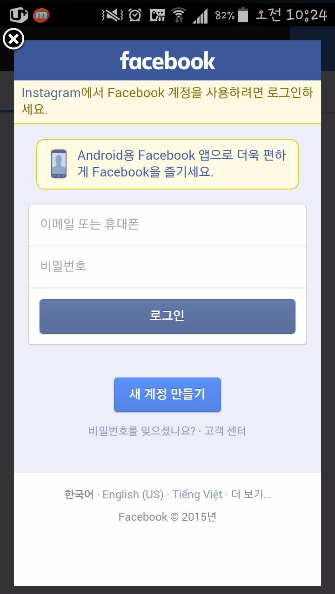 82% 오전 10:24
facebook
Instagram에서 Facebook 계정을 사용하려면 로그인하
세요.
Android용 Facebook 앱으로 더욱 편하
게 Facebook을 즐기세요.
이메일 또는 휴대폰
비밀번호
로그인
새 계정 만들기
비밀번호를 잊으셨나요? · 고객 센터
한국어 · English (US) · Tiếng Việt · 더 보기...
Facebook © 2015년